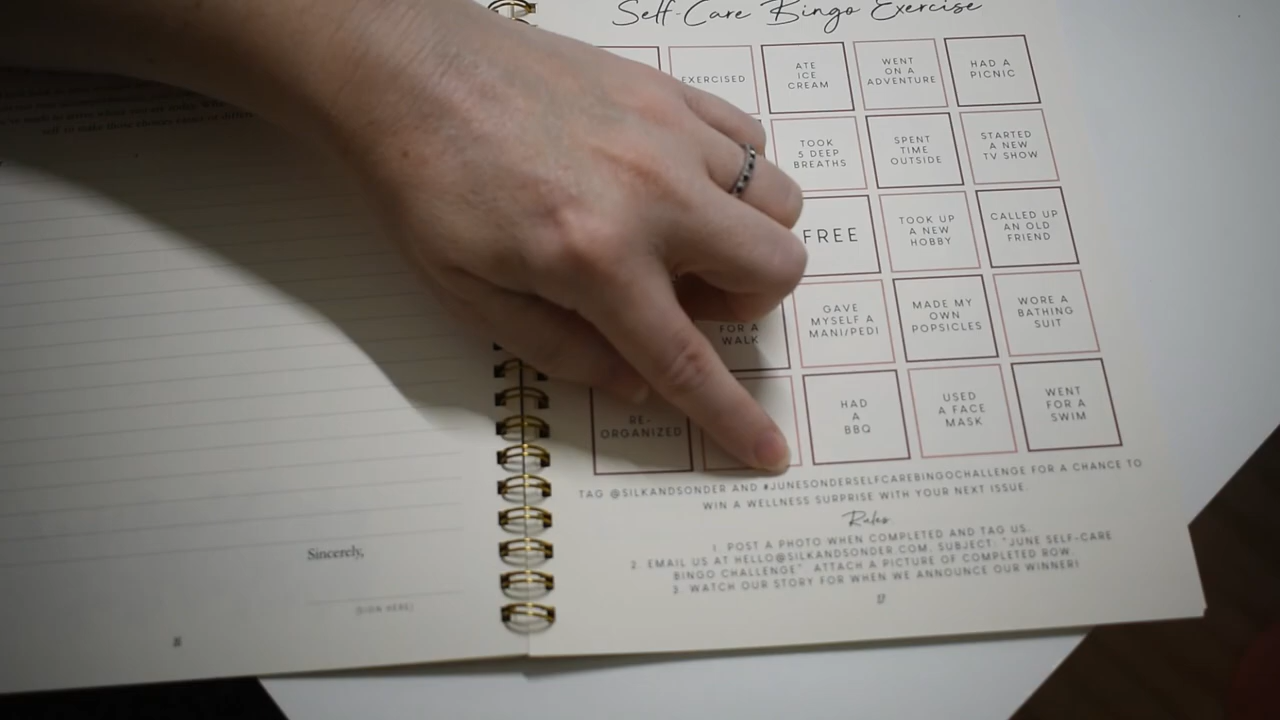 Self-Care Bingo Exercise
EXERCISED
ATE
ICE
CREAM
WENT
ON A
ADVENTURE
HAD A
PICNIC
TOOK
5 DEEP
BREATHS
SPENT
TIME
OUTSIDE
STARTED
A NEW
TV SHOW
FREE
TOOK UP
A NEW
HOBBY
CALLED UP
AN OLD
FRIEND
FOR A
WALK
GAVE
MYSELF A
MANI/PEDI
MADE MY
OWN
POPSICLES
WORE A
BATHING
SUIT
RE-
ORGANIZED
HAD
A
BBQ
USED
A FACE
MASK
WENT
FOR A
SWIM
TAG @SILKANDSONDER AND #JUNESONDERSELFCAREBINGOCHALLENGE FOR A CHANCE TO
WIN A WELLNESS SURPRISE WITH YOUR NEXT ISSUE.
Rules
1. POST A PHOTO WHEN COMPLETED AND TAG US.
2. EMAIL US AT HELLO@SILKANDSONDER.COM. SUBJECT: "JUNE SELF-CARE
BINGO CHALLENGE" ATTACH A PICTURE OF COMPLETED ROW.
3. WATCH OUR STORY FOR WHEN WE ANNOUNCE OUR WINNER!
Sincerely,
(SIGN HERE)